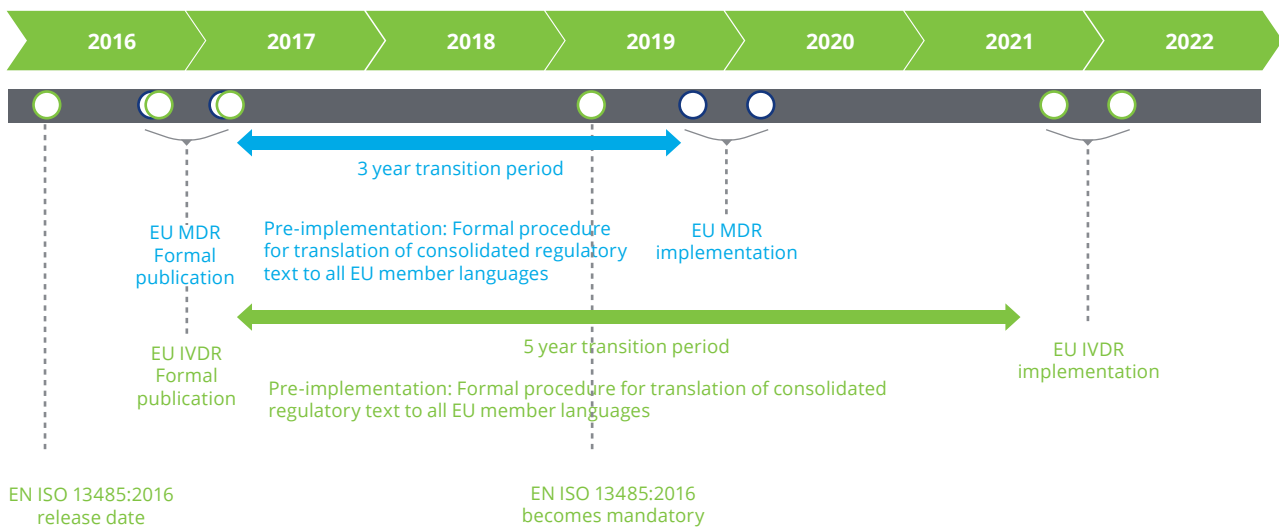 2016
2017
2018
2019
2020
2021
2022
3 year transition period
EU MDR
Formal
publication
Pre-implementation: Formal procedure
for translation of consolidated regulatory
text to all EU member languages
EU MDR
implementation
5 year transition period
EU IVDR
Formal
publication
Pre-implementation: Formal procedure for translation of consolidated
regulatory text to all EU member languages
EU IVDR
implementation
EN ISO 13485:2016
release date
EN ISO 13485:2016
becomes mandatory